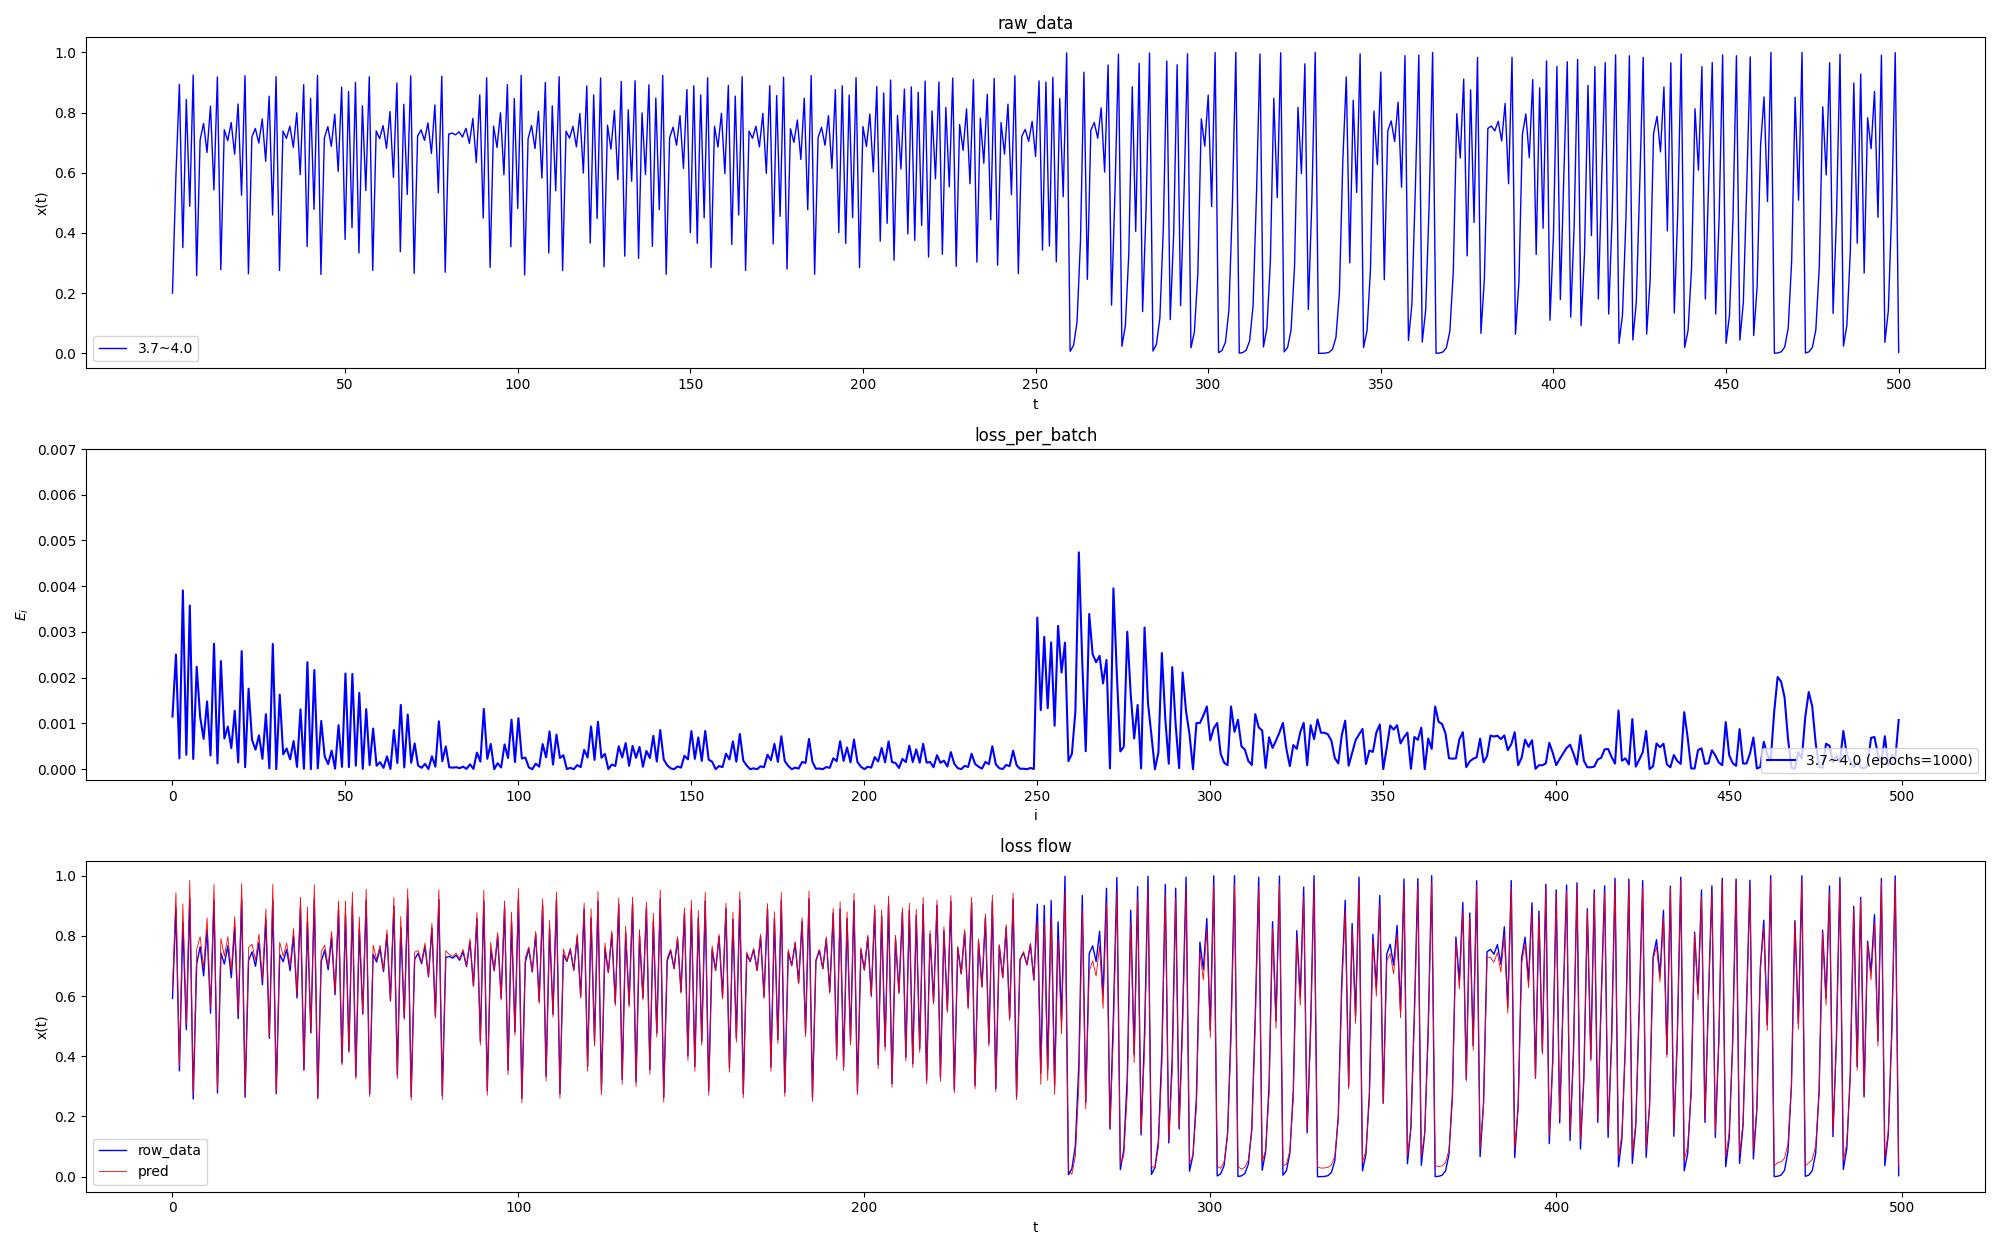 raw_data
1.0
0.8
0.6
0.4
0.2
0.0
x(t)
3.7~4.0
50 100 150 200 250 300 350 400 450 500
t
loss_per_batch
0.007
0.006
0.005
0.004
0.003
0.002
0.001
0.000
E_i
3.7~4.0 (epochs=1000)
0 50 100 150 200 250 300 350 400 450 500
i
loss flow
1.0
0.8
0.6
0.4
0.2
0.0
x(t)
row_data
pred
0 100 200 300 400 500
t